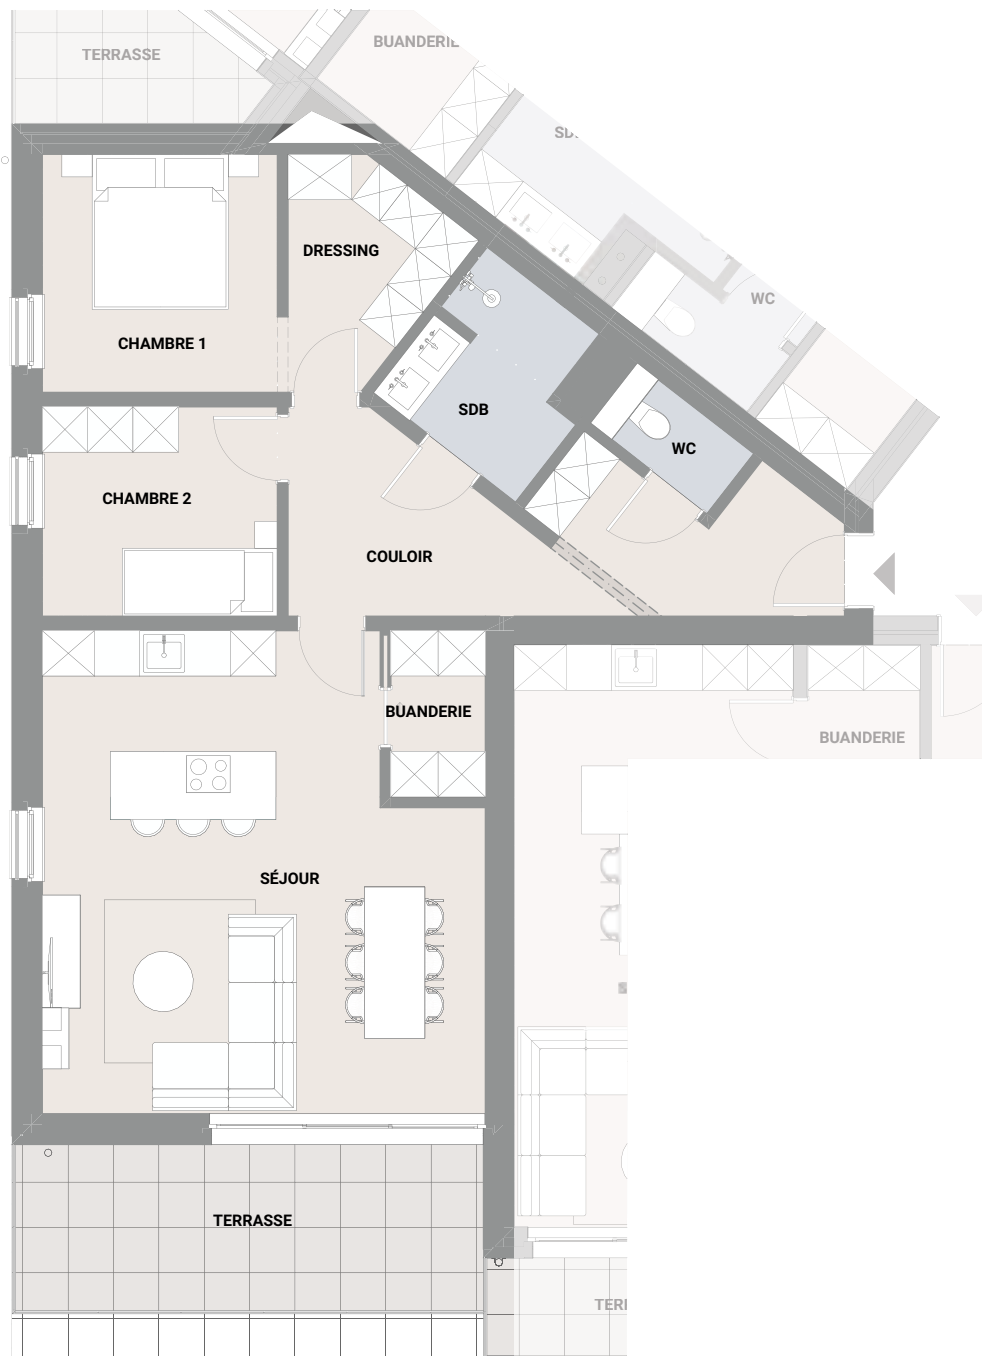 BUANDERIE
TERRASSE
WC
DRESSING
CHAMBRE 1
SDB
WC
CHAMBRE 2
COULOIR
BUANDERIE
BUANDERIE
SÉJOUR
TERRASSE